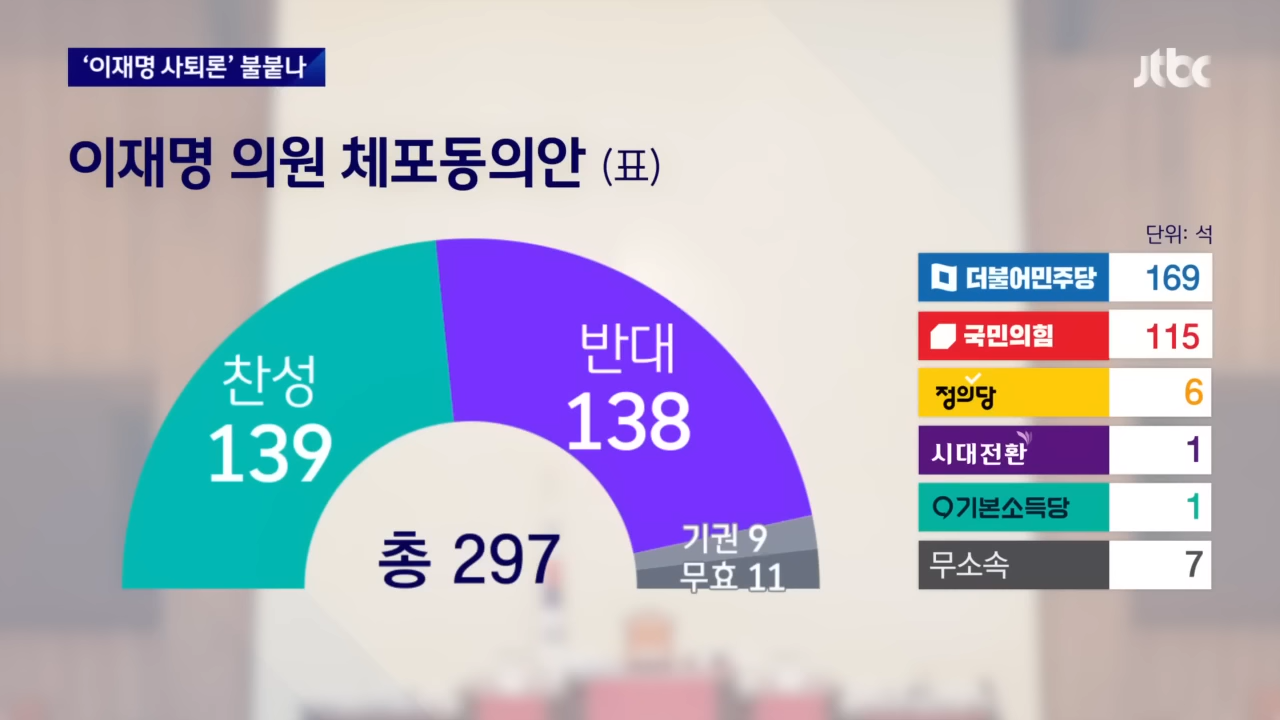 ‘이재명 사퇴론’ 불붙나
jtbc
이재명 의원 체포동의안 (표)
찬성
139
반대
138
기권 9
무효 11
총 297
단위: 석
더불어민주당 169
국민의힘 115
정의당 6
시대전환 1
기본소득당 1
무소속 7